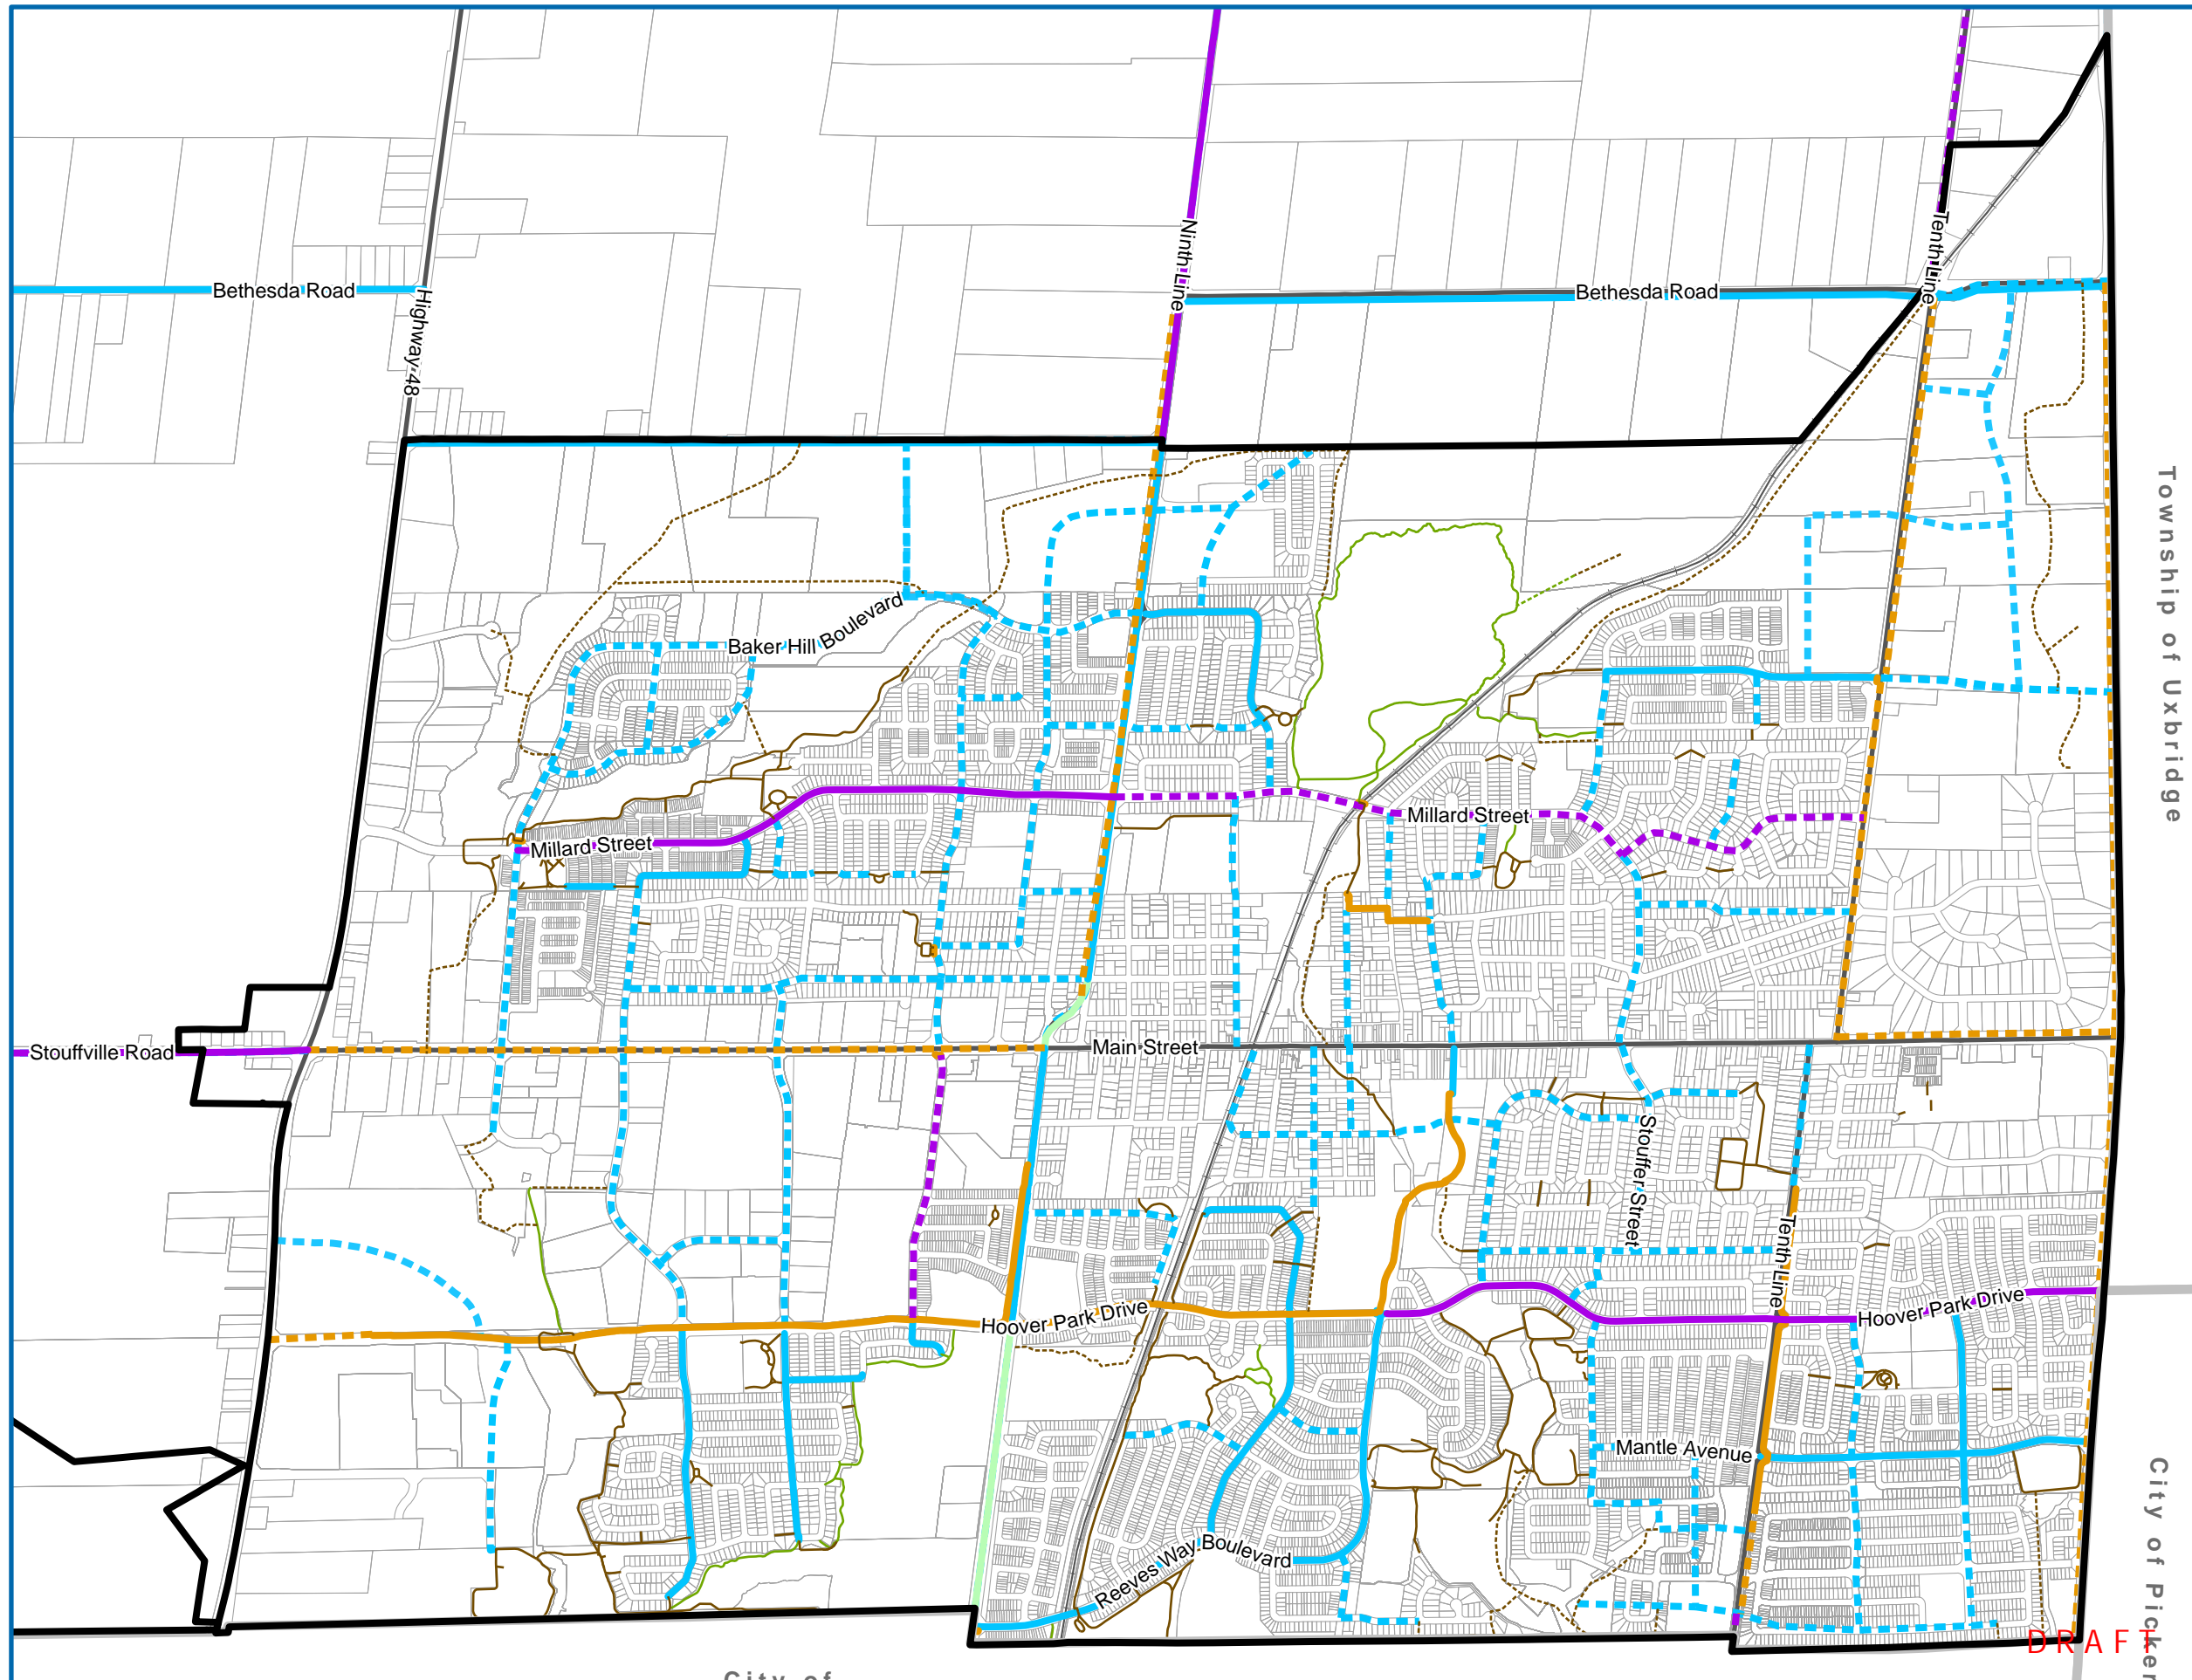 Ninth Line
Tenth Line
Bethesda Road
Bethesda Road
Highway 48
Township of Uxbridge
Baker Hill Boulevard
Millard Street
Millard Street
Stouffville Road
Main Street
Stouffer Street
Tenth Line
Hoover Park Drive
Hoover Park Drive
Mantle Avenue
Reeves Way Boulevard
City of
DRAFT
City of